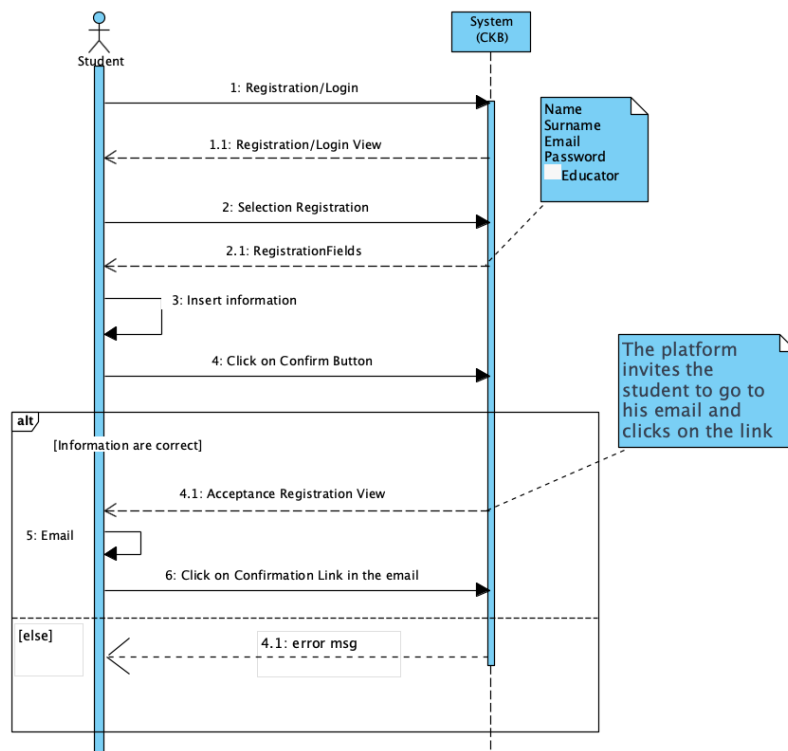 Student
System
(CKB)
1: Registration/Login
Name
Surname
Email
Password
Educator
1.1: Registration/Login View
2: Selection Registration
2.1: RegistrationFields
3: Insert information
4: Click on Confirm Button
The platform
invites the
student to go to
his email and
clicks on the link
alt
[Information are correct]
4.1: Acceptance Registration View
5: Email
6: Click on Confirmation Link in the email
[else]
4.1: error msg